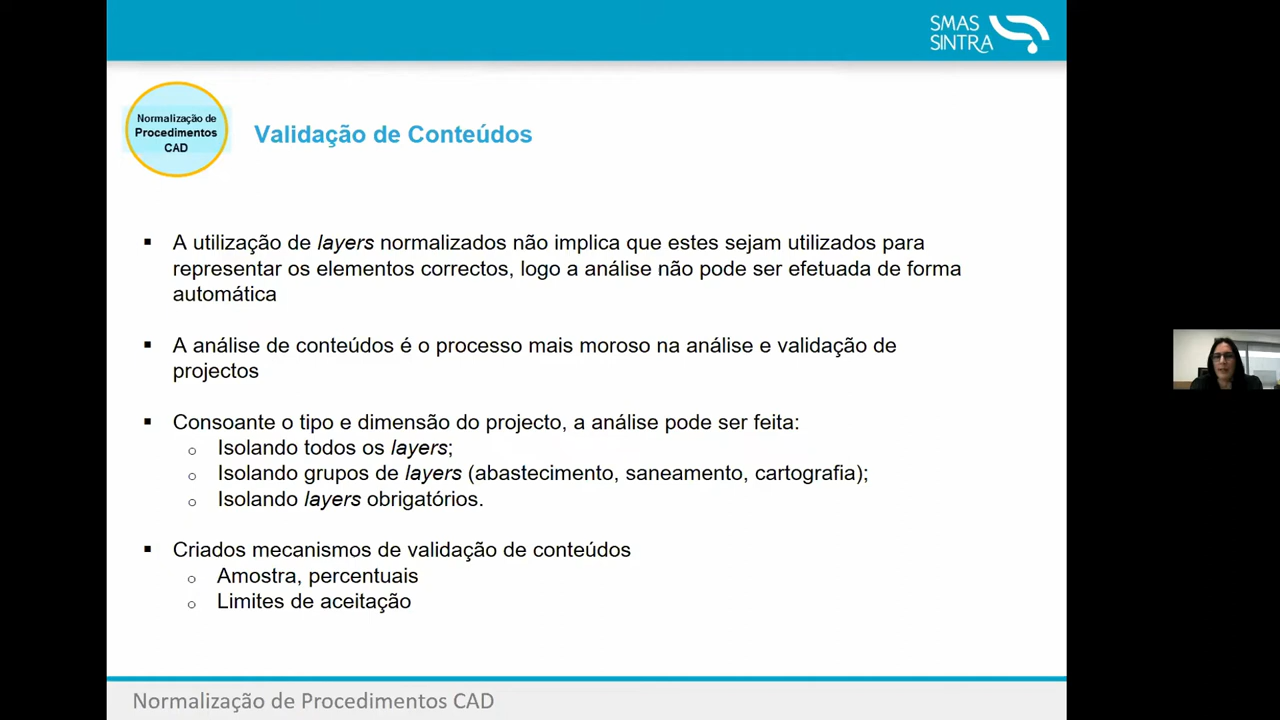 SMAS
SINTRA
Normalização de
Procedimentos
CAD
Validação de Conteúdos
▪ A utilização de layers normalizados não implica que estes sejam utilizados para
representar os elementos correctos, logo a análise não pode ser efetuada de forma
automática
▪ A análise de conteúdos é o processo mais moroso na análise e validação de
projectos
▪ Consoante o tipo e dimensão do projecto, a análise pode ser feita:
o Isolando todos os layers;
o Isolando grupos de layers (abastecimento, saneamento, cartografia);
o Isolando layers obrigatórios.
▪ Criados mecanismos de validação de conteúdos
o Amostra, percentuais
o Limites de aceitação
Normalização de Procedimentos CAD